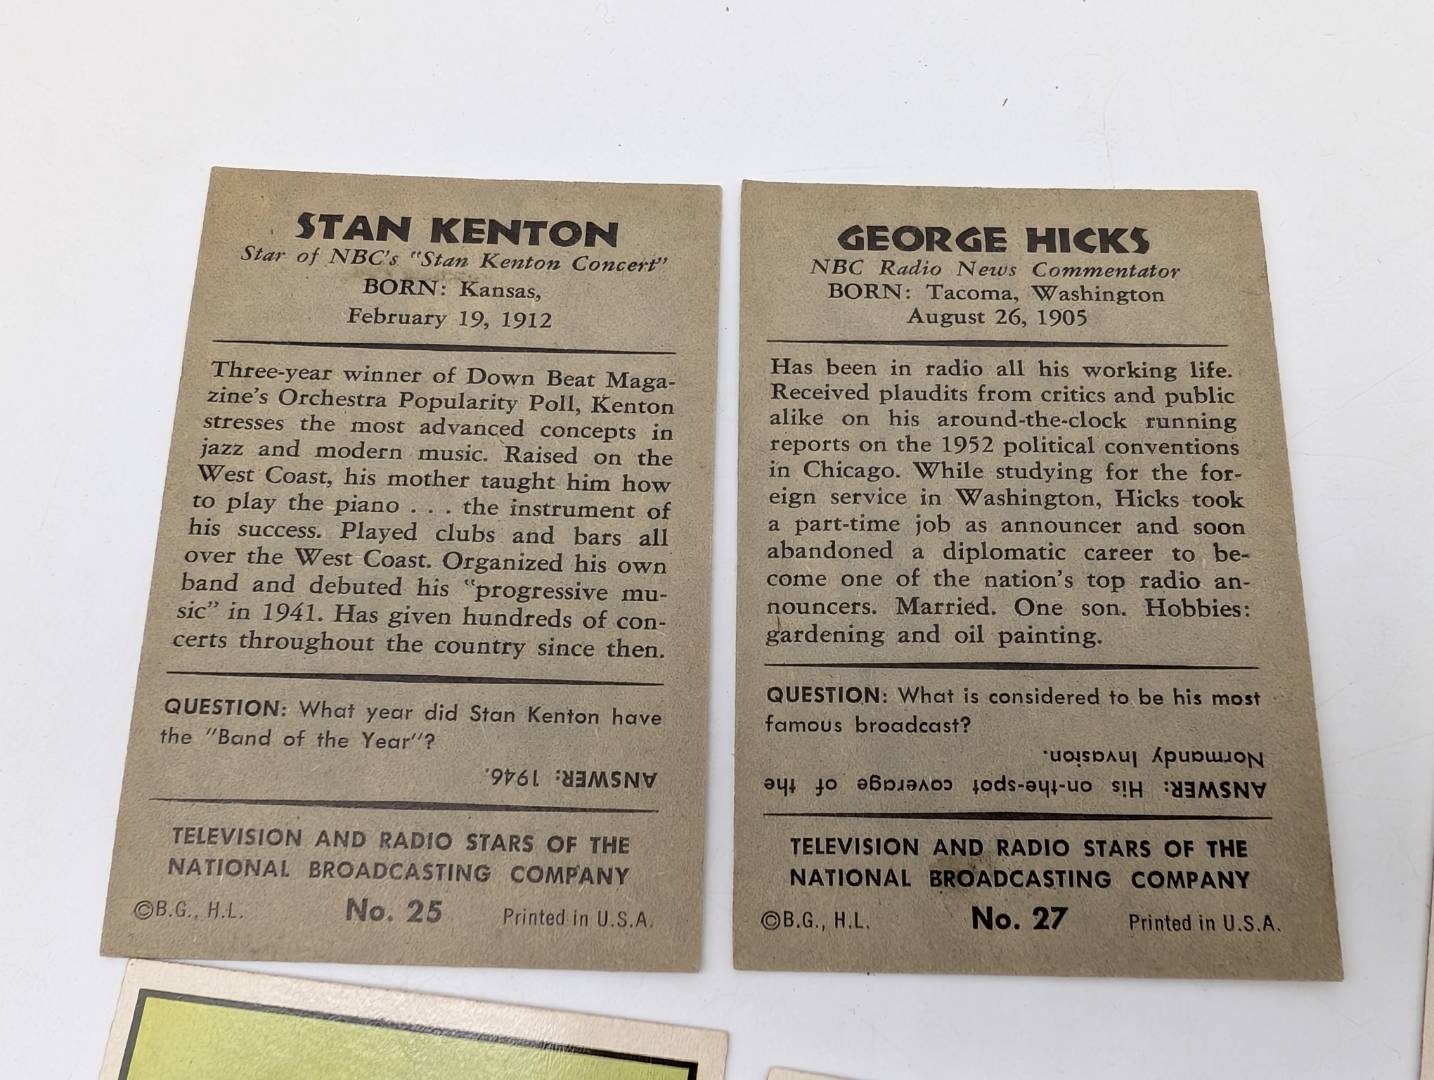 STAN KENTON
Star of NBC's "Stan Kenton Concert"
BORN: Kansas,
February 19, 1912
Three-year winner of Down Beat Maga-
zine's Orchestra Popularity Poll, Kenton
stresses the most advanced concepts in
jazz and modern music. Raised on the
West Coast, his mother taught him how
to play the piano . . . the instrument of
his success. Played clubs and bars all
over the West Coast. Organized his own
band and debuted his "progressive mu-
sic" in 1941. Has given hundreds of con-
certs throughout the country since then.
QUESTION: What year did Stan Kenton have
the "Band of the Year"?
ANSWER: 1946.
TELEVISION AND RADIO STARS OF THE
NATIONAL BROADCASTING COMPANY
©B.G., H.L. No. 25 Printed in U.S.A.
GEORGE HICKS
NBC Radio News Commentator
BORN: Tacoma, Washington
August 26, 1905
Has been in radio all his working life.
Received plaudits from critics and public
alike on his around-the-clock running
reports on the 1952 political conventions
in Chicago. While studying for the for-
eign service in Washington, Hicks took
a part-time job as announcer and soon
abandoned a diplomatic career to be-
come one of the nation's top radio an-
nouncers. Married. One son. Hobbies:
gardening and oil painting.
QUESTION: What is considered to be his most
famous broadcast?
ANSWER: His on-the-spot coverage of the
Normandy Invasion.
TELEVISION AND RADIO STARS OF THE
NATIONAL BROADCASTING COMPANY
©B.G., H.L. No. 27 Printed in U.S.A.